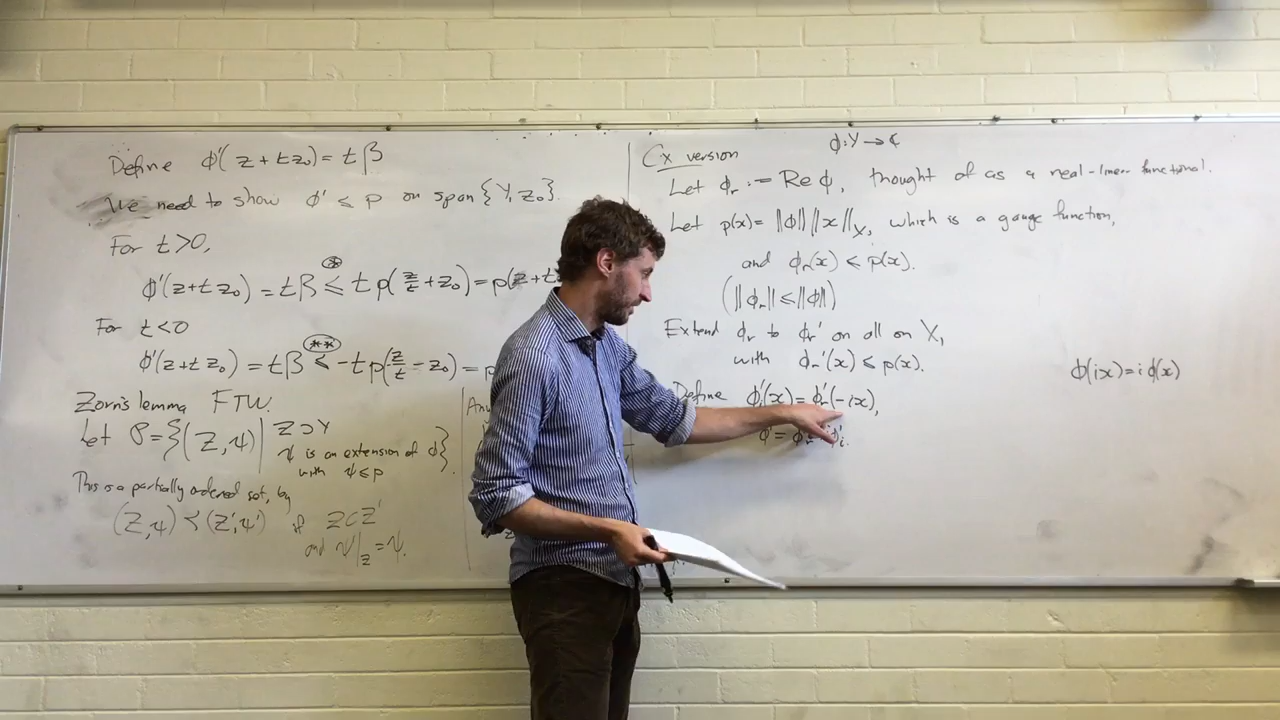 Define φ'(z+tz₀) = tβ
We need to show φ' ≤ p on span{Y, z₀}.
For t>0,
φ'(z+tz₀) = tβ ≤ t p(z/t + z₀) = p(z+t
(*)
For t<0
φ'(z+tz₀) = tβ ≤ -t p(-z/t - z₀) = p
(**)
Zorn's lemma FTW.
Let P = {(Z,ψ) | Z⊃Y
ψ is an extension of φ}.
with ψ≤p
This is a partially ordered set, by
(Z,ψ) ≺ (Z',ψ') if Z⊂Z'
and ψ'|_Z = ψ.
Cx version
φ: Y → ℂ
Let φᵣ := Re φ, thought of as a real-linear functional.
Let p(x) = ||φ|| ||x||_X, which is a gauge function,
and φᵣ(x) ≤ p(x).
(||φᵣ|| ≤ ||φ||)
Extend φᵣ to φᵣ' on all on X,
with φᵣ'(x) ≤ p(x).
Define φᵢ'(x) = φᵣ'(-ix),
φ' = φᵣ'
φ(ix) = i φ(x)